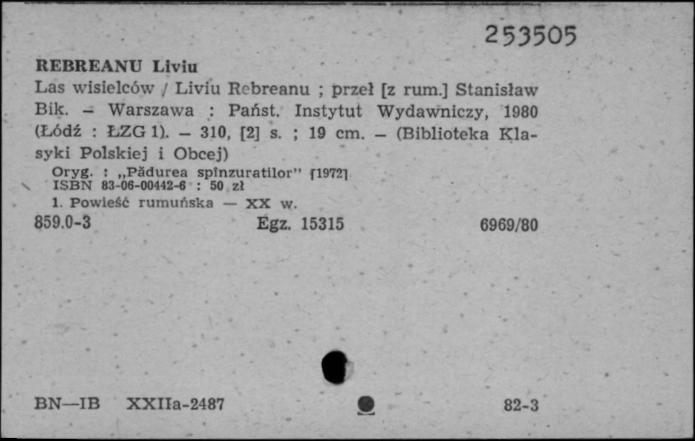 253505
REBREANU Liviu
Las wisielców / Liviu Rebreanu ; przeł [z rum.] Stanisław
Bik. – Warszawa : Państ. Instytut Wydawniczy, 1980
(Łódź : ŁZG 1). – 310, [2] s. ; 19 cm. – (Biblioteka Kla-
syki Polskiej i Obcej)
Oryg. : „Pădurea spînzuratilor" [1972]
ISBN 83-06-00442-6 : 50 zł
1. Powieść rumuńska — XX w.
859.0-3 Egz. 15315 6969/80
BN—IB XXIIa-2487 82-3